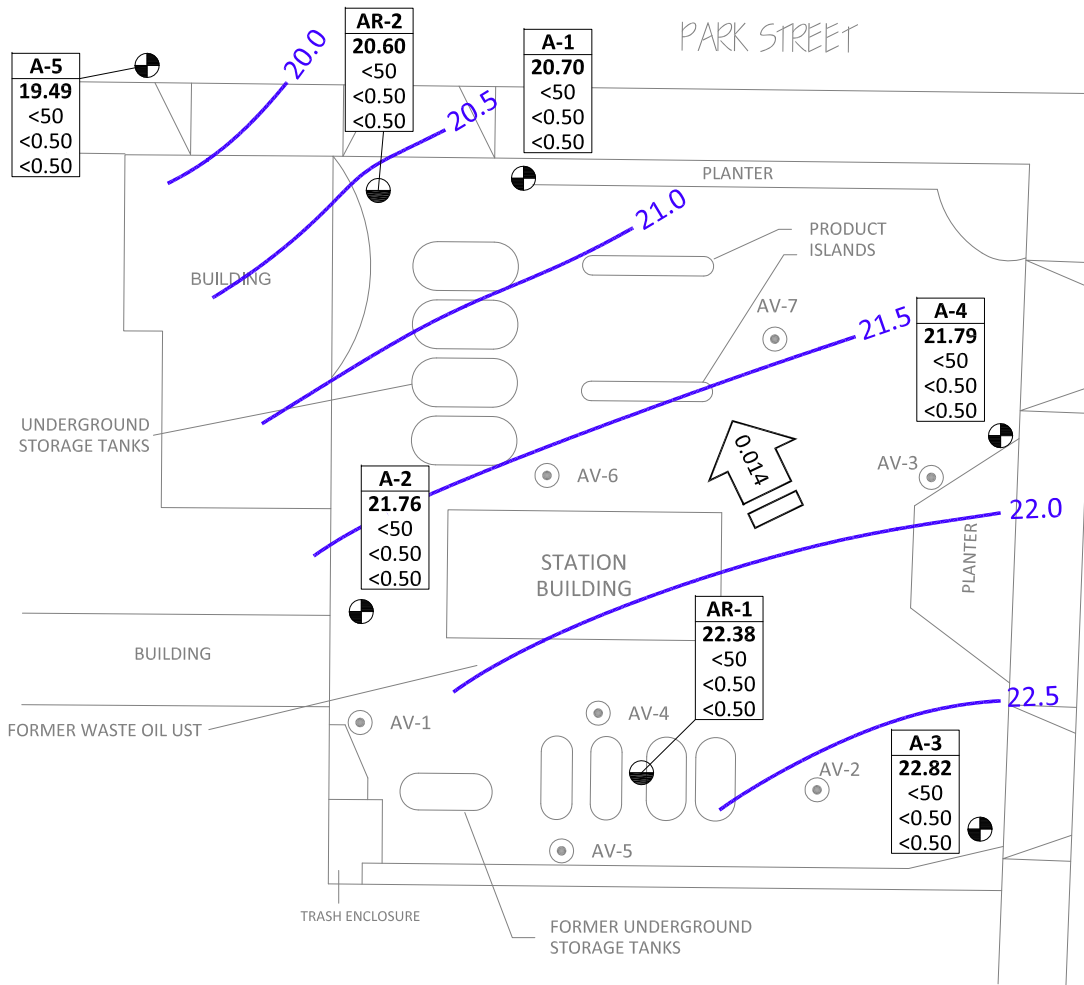 PARK STREET
A-5
19.49
<50
<0.50
<0.50
20.0
AR-2
20.60
<50
<0.50
<0.50
20.5
A-1
20.70
<50
<0.50
<0.50
PLANTER
21.0
PRODUCT
ISLANDS
BUILDING
AV-7
21.5
A-4
21.79
<50
<0.50
<0.50
UNDERGROUND
STORAGE TANKS
0.014
AV-3
AV-6
A-2
21.76
<50
<0.50
<0.50
22.0
PLANTER
STATION
BUILDING
AR-1
22.38
<50
<0.50
<0.50
BUILDING
22.5
FORMER WASTE OIL UST
AV-1
AV-4
AV-2
A-3
22.82
<50
<0.50
<0.50
AV-5
TRASH ENCLOSURE
FORMER UNDERGROUND
STORAGE TANKS